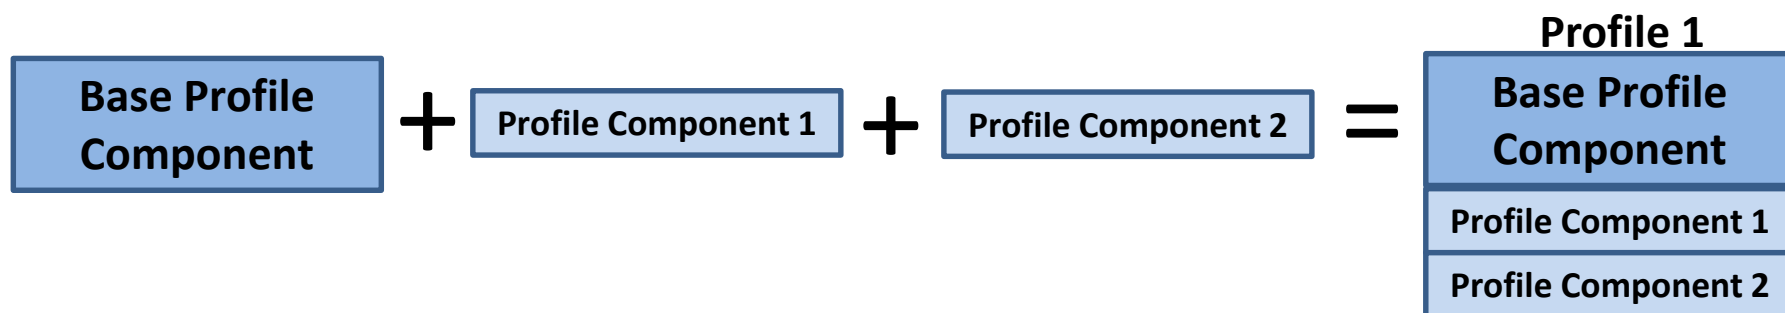 Base Profile
Component
+
Profile Component 1
+
Profile Component 2
=
Profile 1
Base Profile
Component
Profile Component 1
Profile Component 2